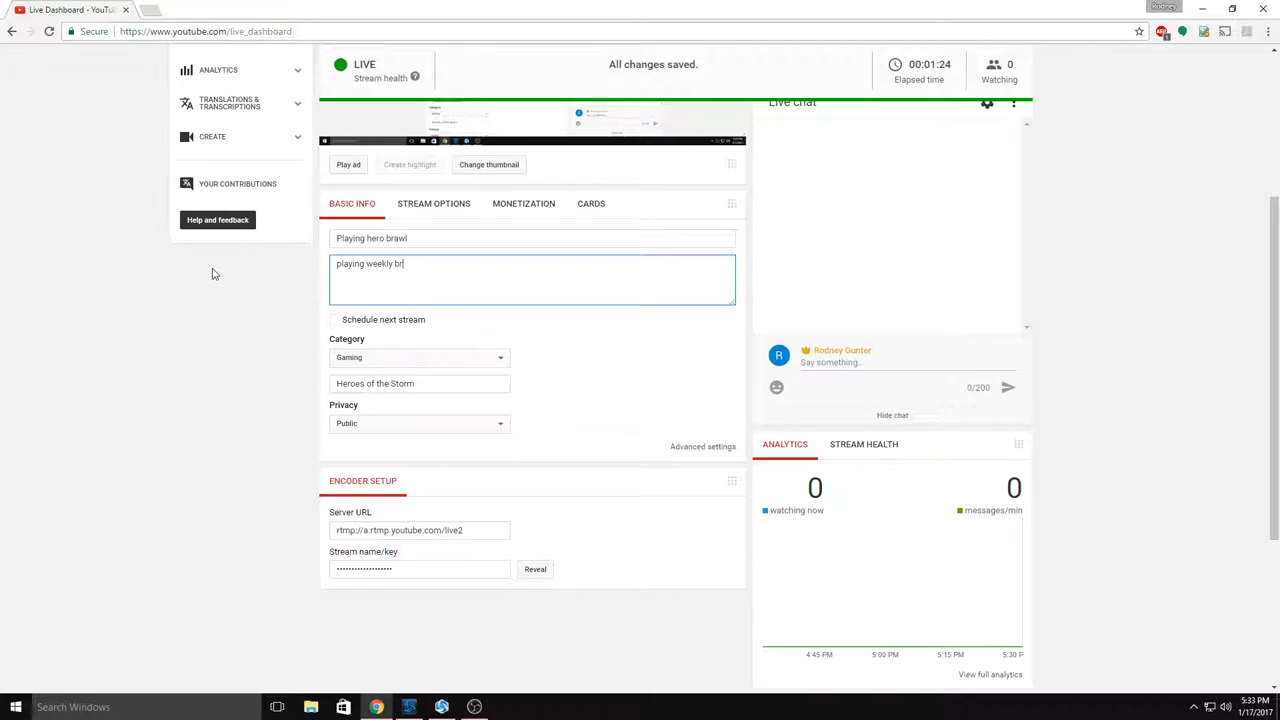 Live Dashboard - YouTu
Rodney
Secure
https://www.youtube.com/live_dashboard
ANALYTICS
TRANSLATIONS &
TRANSCRIPTIONS
CREATE
YOUR CONTRIBUTIONS
Help and feedback
LIVE
Stream health
All changes saved.
00:01:24
Elapsed time
0
Watching
Live chat
Play ad
Create highlight
Change thumbnail
BASIC INFO
STREAM OPTIONS
MONETIZATION
CARDS
Playing hero brawl
playing weekly br
Schedule next stream
Category
Gaming
Heroes of the Storm
Privacy
Public
Advanced settings
ENCODER SETUP
Server URL
rtmp://a.rtmp.youtube.com/live2
Stream name/key
Reveal
R
Rodney Gunter
Say something...
0/200
Hide chat
ANALYTICS
STREAM HEALTH
0
watching now
0
messages/min
4:45 PM
5:00 PM
5:15 PM
5:30 F
View full analytics
Search Windows
5:33 PM
1/17/2017